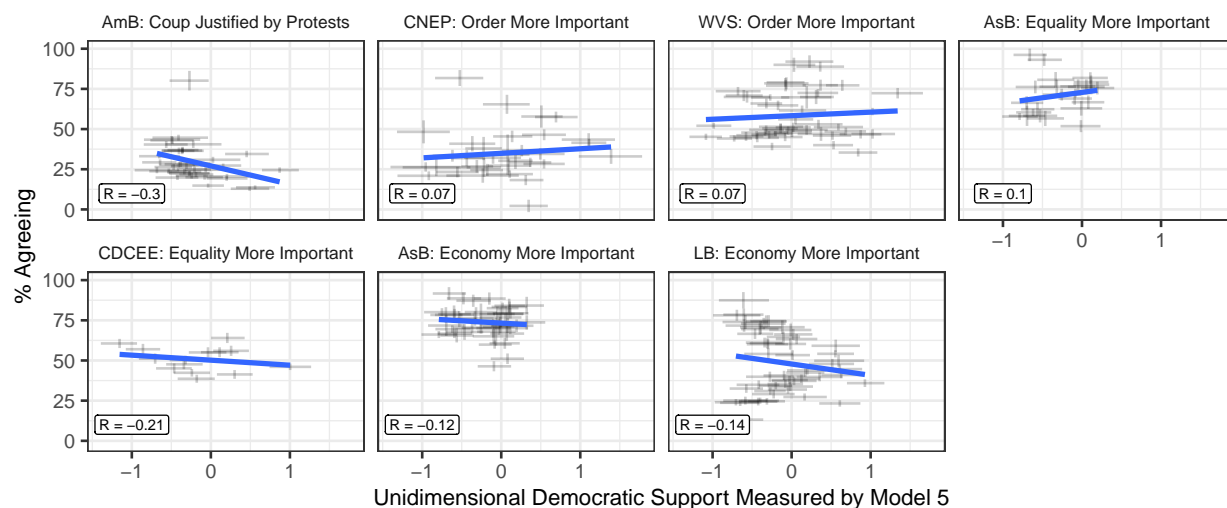 AmB: Coup Justified by Protests
CNEP: Order More Important
WVS: Order More Important
AsB: Equality More Important
100
75
50
25
0
R = −0.3
R = 0.07
R = 0.07
R = 0.1
−1 0 1
CDCEE: Equality More Important
AsB: Economy More Important
LB: Economy More Important
100
75
50
25
0
R = −0.21
R = −0.12
R = −0.14
−1 0 1
−1 0 1
−1 0 1
% Agreeing
Unidimensional Democratic Support Measured by Model 5